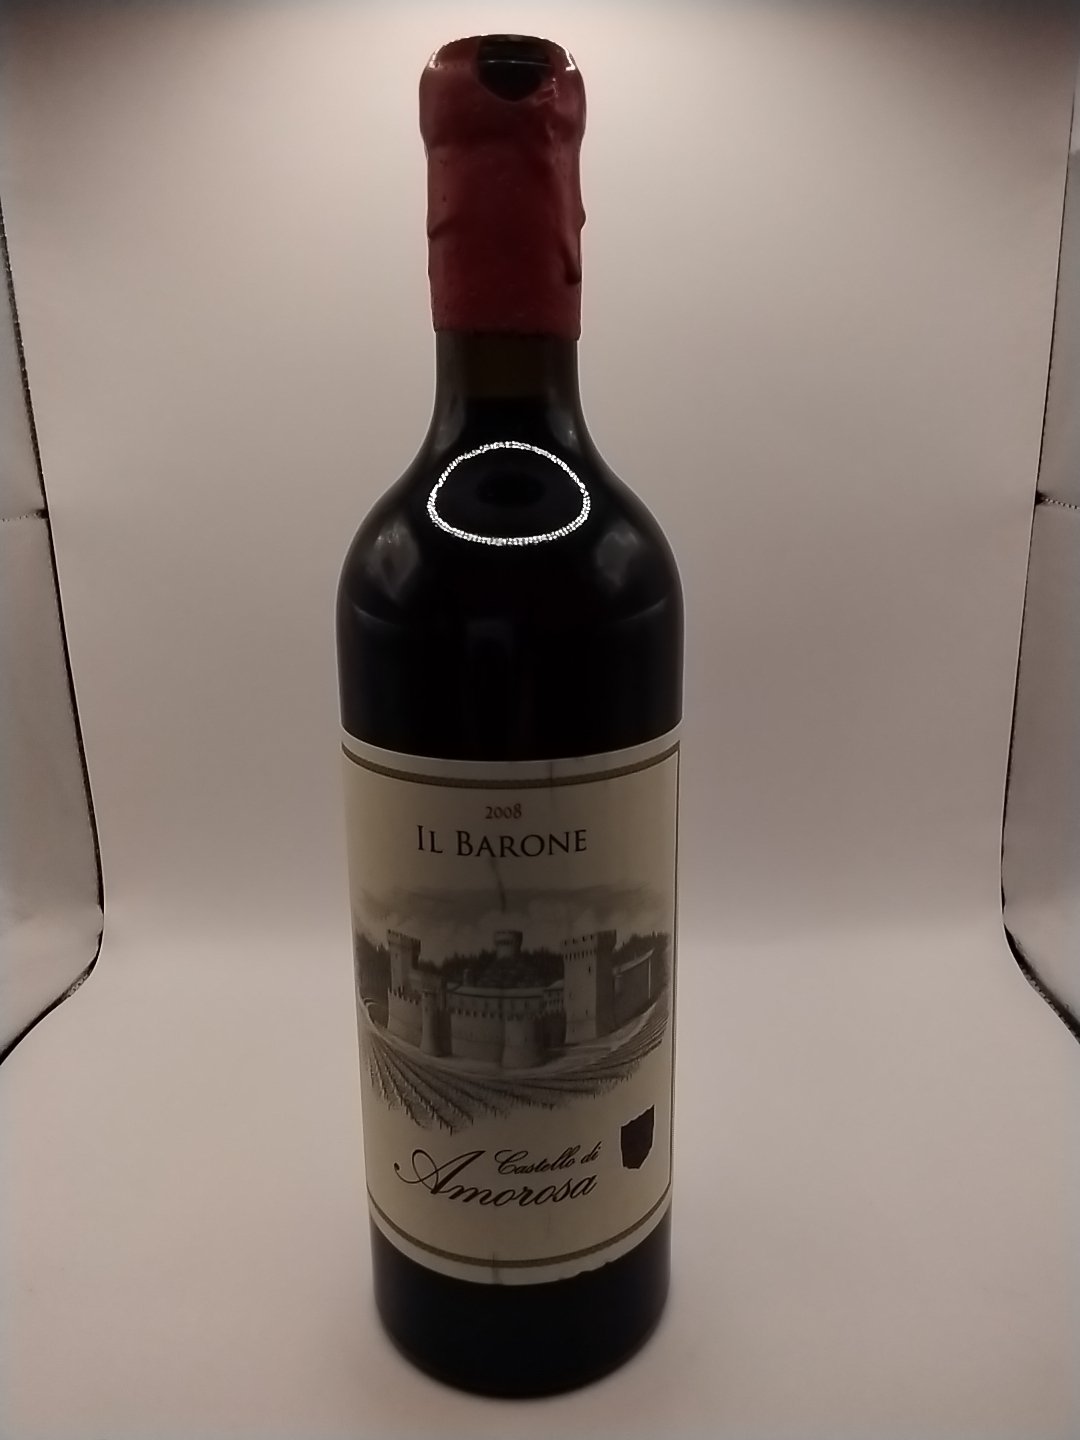 2008
IL BARONE
Castello di
Amorosa